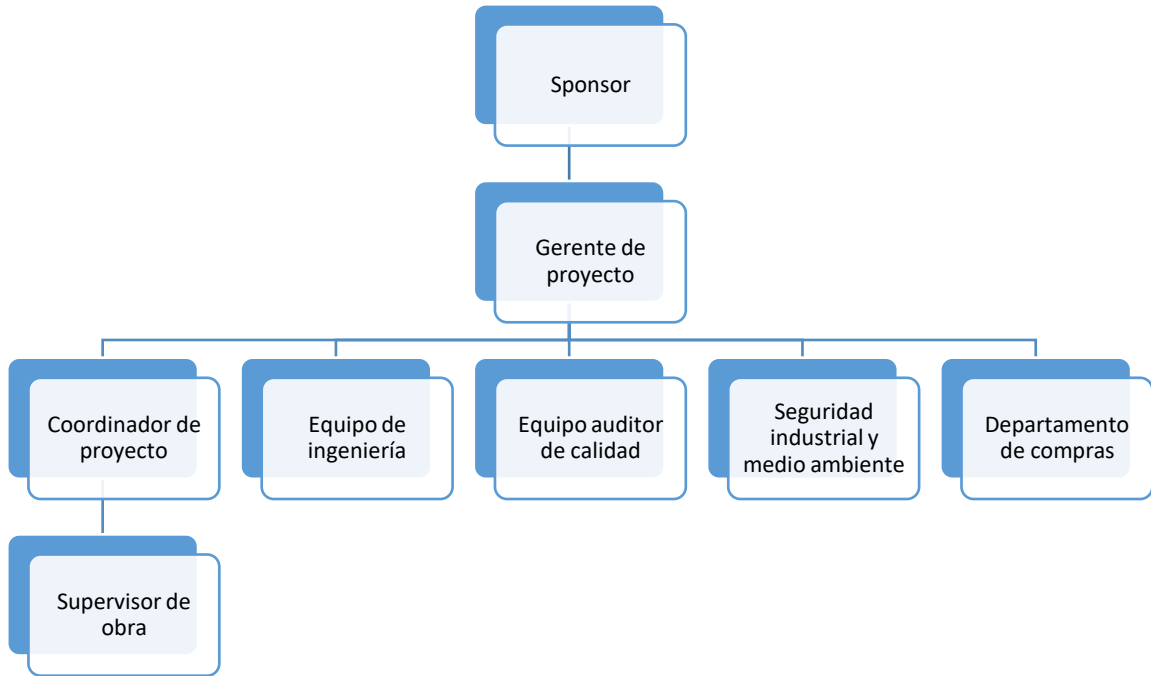 Sponsor
Gerente de
proyecto
Coordinador de
proyecto
Equipo de
ingeniería
Equipo auditor
de calidad
Seguridad
industrial y
medio ambiente
Departamento
de compras
Supervisor de
obra